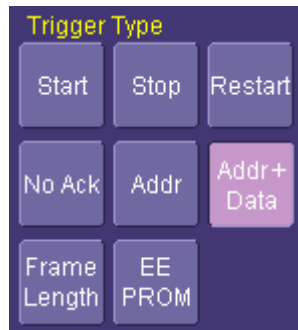 Trigger Type
Start Stop Restart
No Ack Addr Addr+
Data
Frame
Length EE
PROM